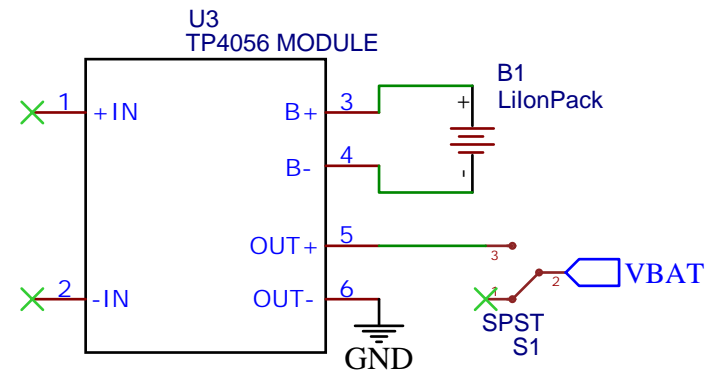 U3
TP4056 MODULE
1
+IN
2
-IN
B+
3
B-
4
OUT+
5
OUT-
6
GND
B1
LiIonPack
+
-
3
2
1
VBAT
SPST
S1